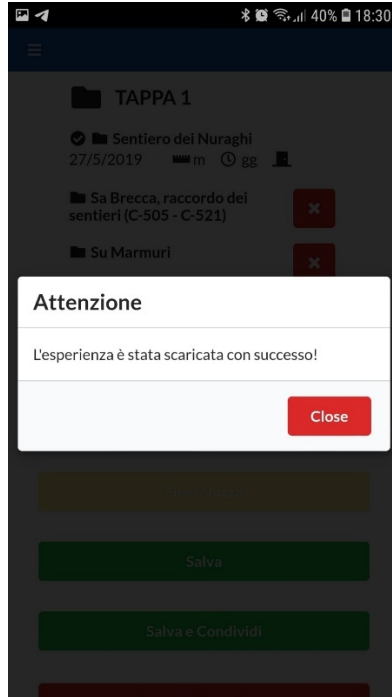 40% 18:30
TAPPA 1
Sentiero dei Nuraghi
27/5/2019 m gg
Sa Brecca, raccordo dei
sentieri (C-505 - C-521)
Su Marmuri
Attenzione
L'esperienza è stata scaricata con successo!
Close
Salva
Salva e Condividi